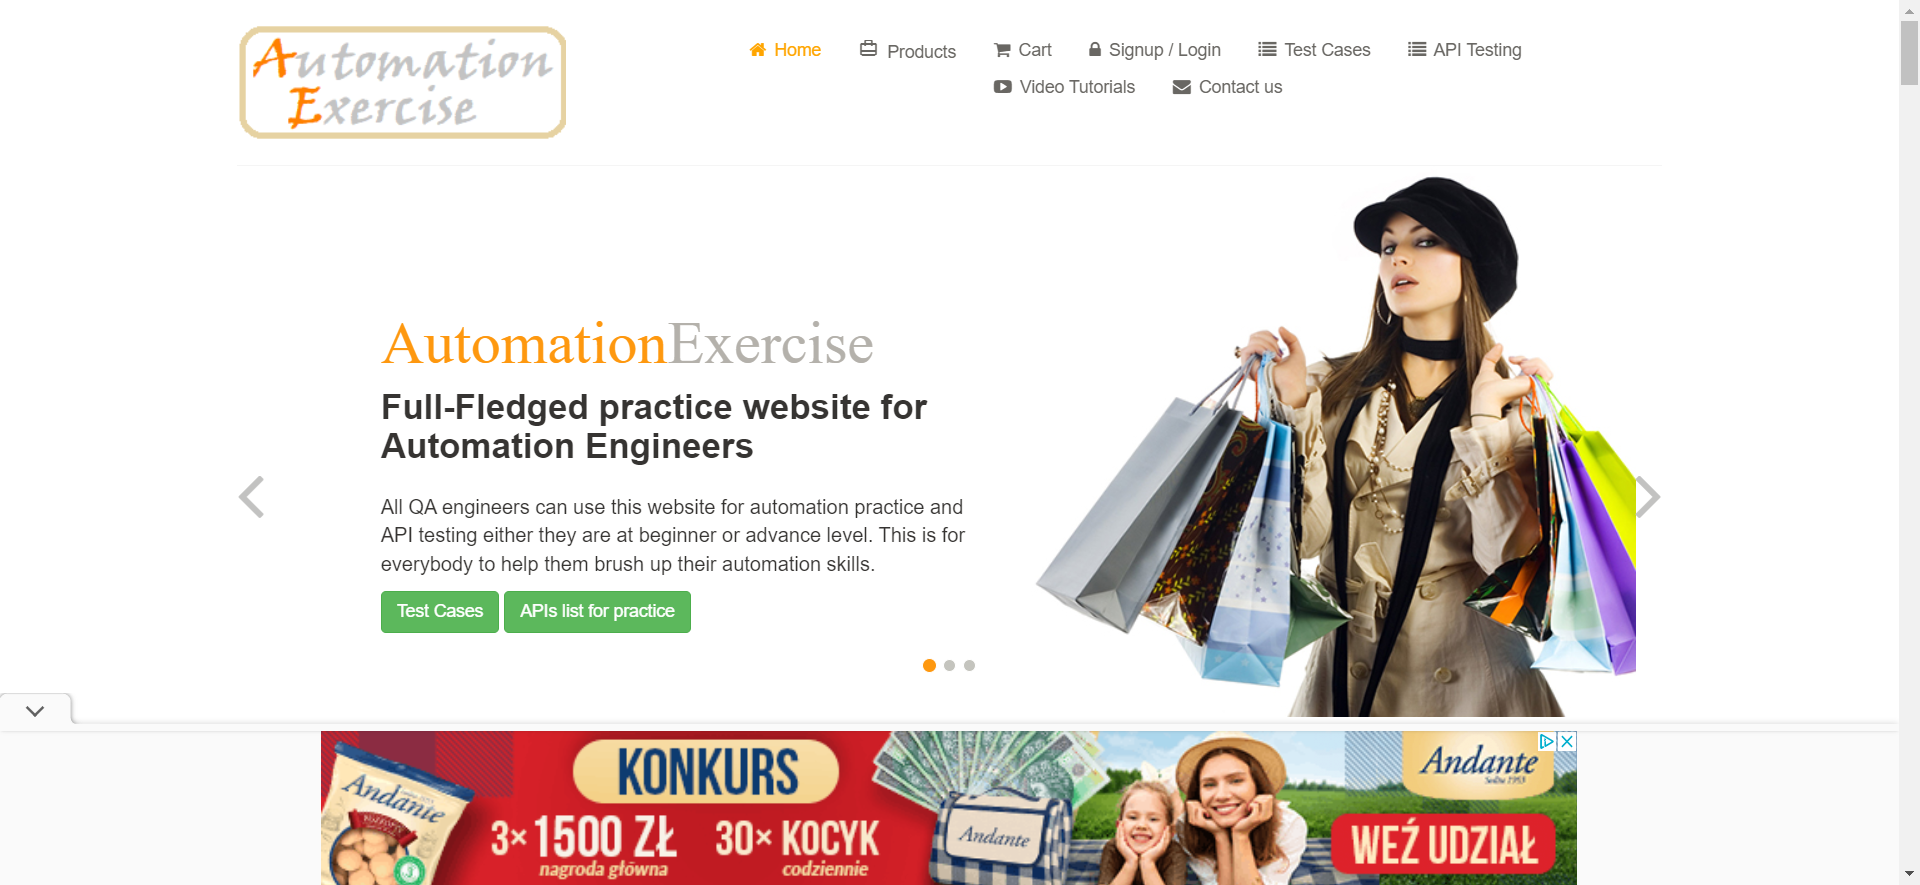 Automation
Exercise
Home
Products
Cart
Signup / Login
Test Cases
API Testing
Video Tutorials
Contact us
AutomationExercise
Full-Fledged practice website for
Automation Engineers
All QA engineers can use this website for automation practice and
API testing either they are at beginner or advance level. This is for
everybody to help them brush up their automation skills.
Test Cases
APIs list for practice
Andante
KONKURS
3× 1500 ZŁ
nagroda główna
30× KOCYK
codziennie
Andante
Andante
WEŹ UDZIAŁ